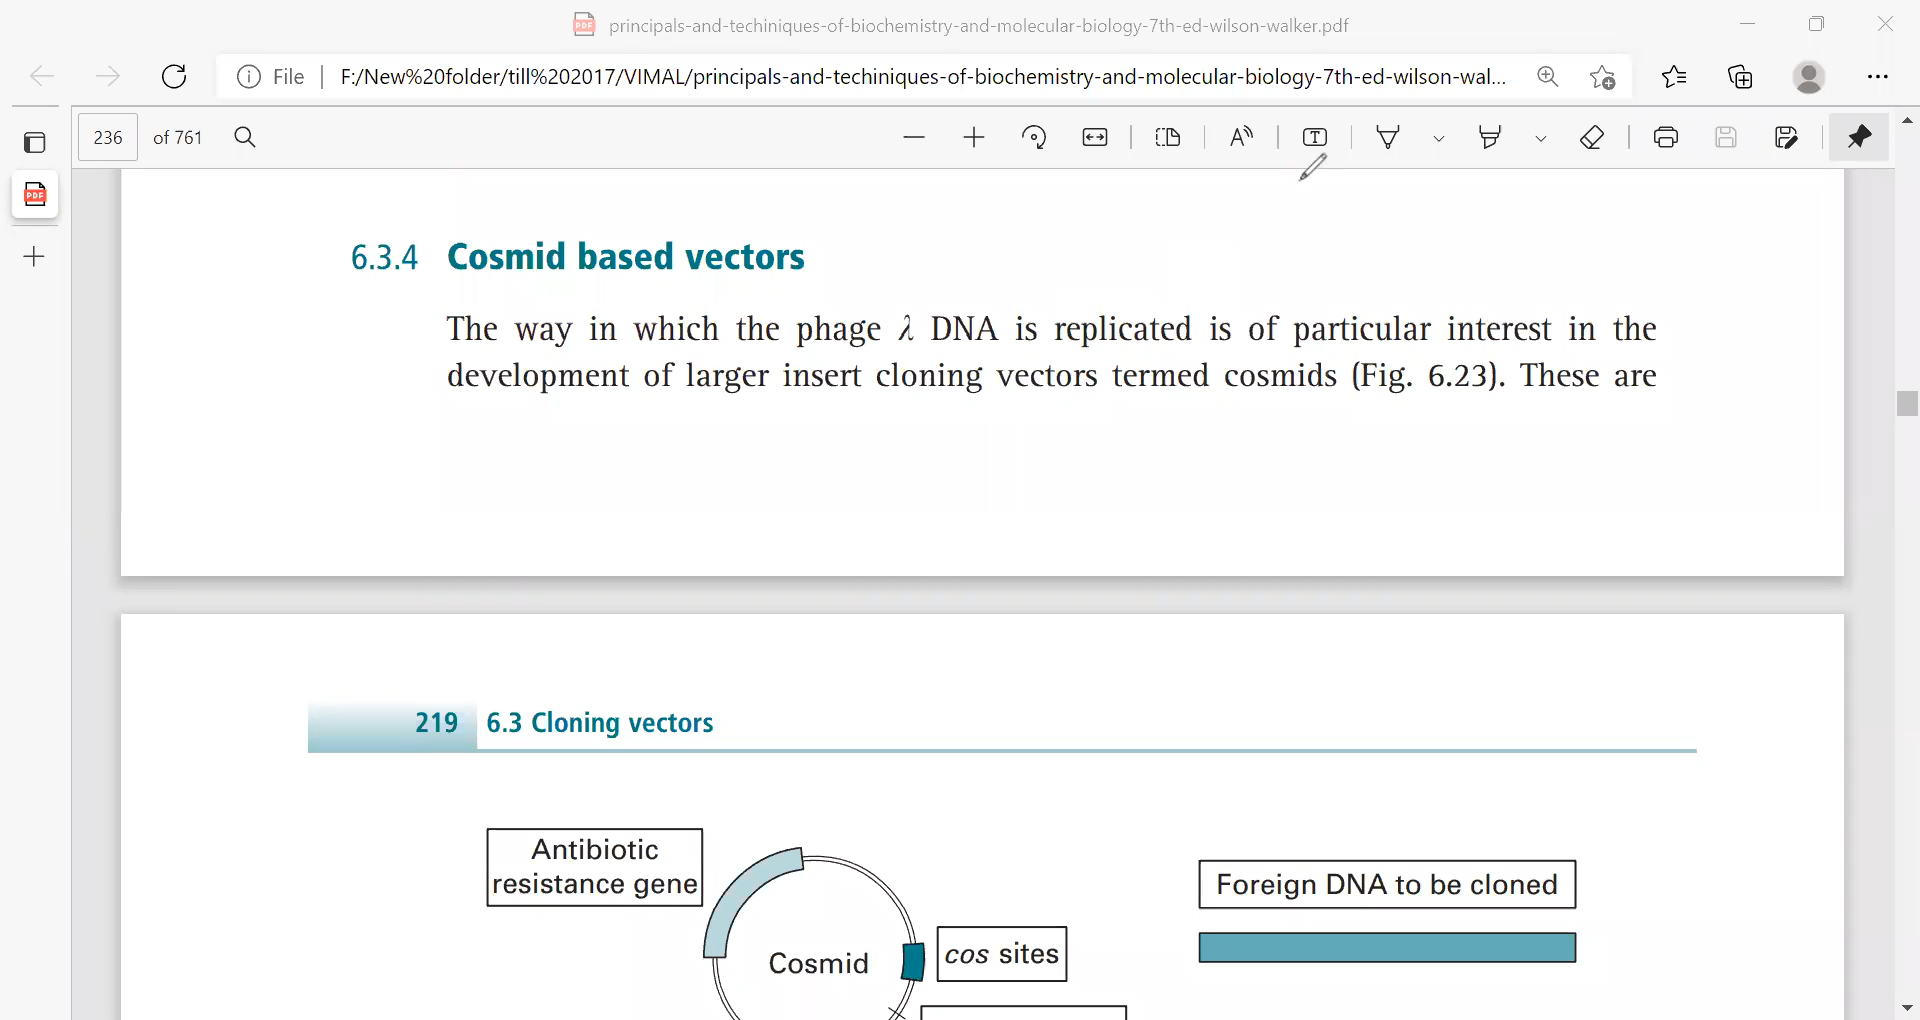 principals-and-techiniques-of-biochemistry-and-molecular-biology-7th-ed-wilson-walker.pdf
File F:/New%20folder/till%202017/VIMAL/principals-and-techiniques-of-biochemistry-and-molecular-biology-7th-ed-wilson-wal...
236 of 761
6.3.4 Cosmid based vectors
The way in which the phage λ DNA is replicated is of particular interest in the
development of larger insert cloning vectors termed cosmids (Fig. 6.23). These are
219 6.3 Cloning vectors
Antibiotic
resistance gene
Foreign DNA to be cloned
cos sites
Cosmid